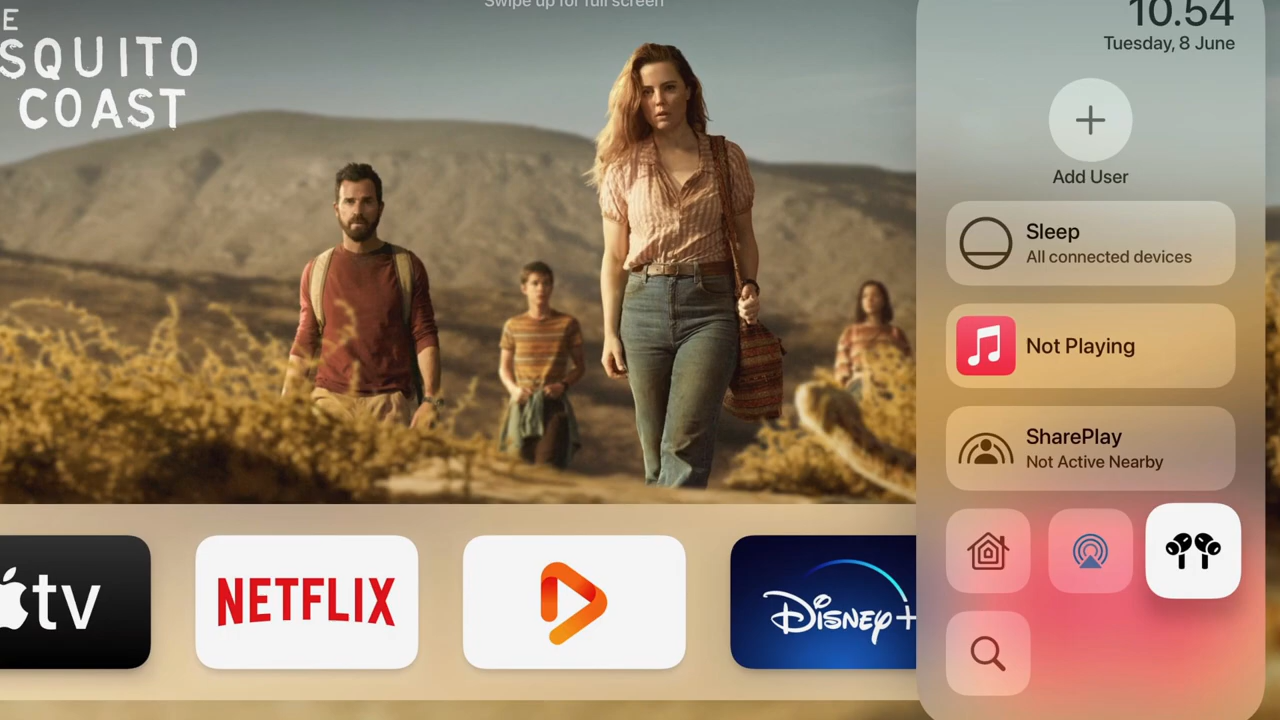 Swipe up for full screen
E
SQUITO
COAST
10.54
Tuesday, 8 June
Add User
Sleep
All connected devices
Not Playing
SharePlay
Not Active Nearby
tv
NETFLIX
Disney+